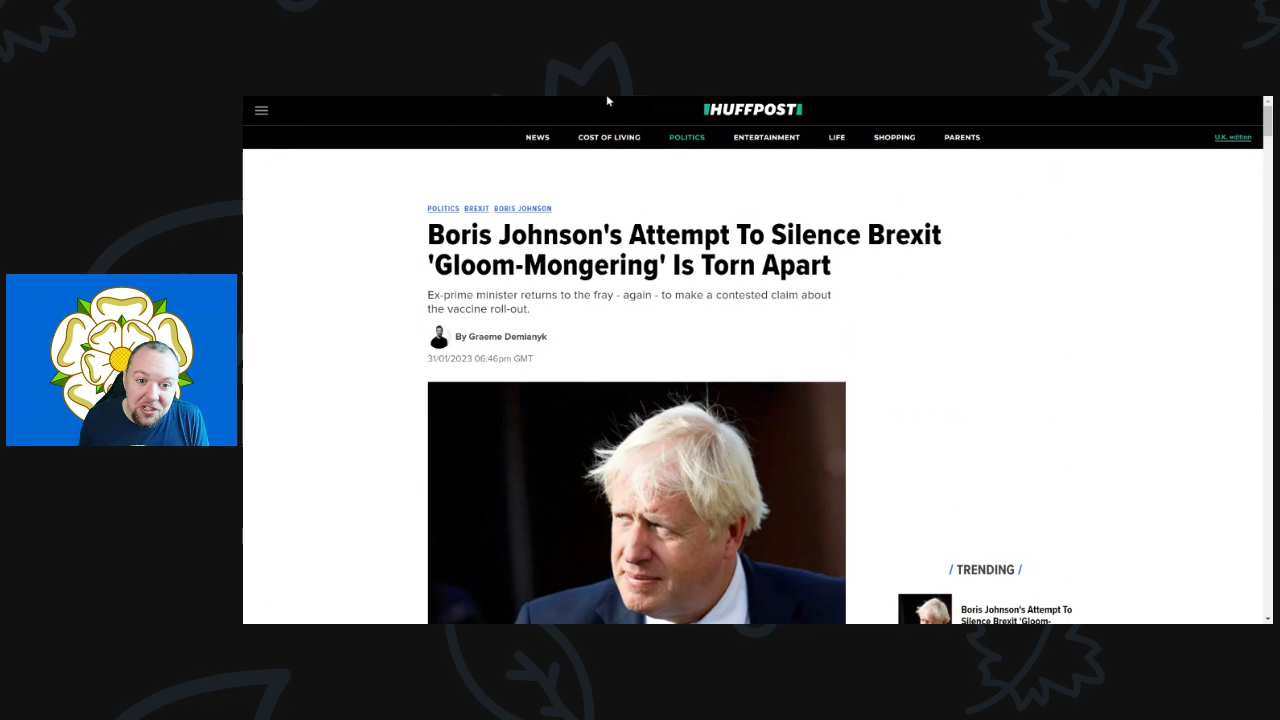 HUFFPOST
NEWS COST OF LIVING POLITICS ENTERTAINMENT LIFE SHOPPING PARENTS U.K. edition
POLITICS BREXIT BORIS JOHNSON
Boris Johnson's Attempt To Silence Brexit
'Gloom-Mongering' Is Torn Apart
Ex-prime minister returns to the fray - again - to make a contested claim about
the vaccine roll-out.
By Graeme Demianyk
31/01/2023 06:46pm GMT
/ TRENDING /
Boris Johnson's Attempt To
Silence Brexit 'Gloom-